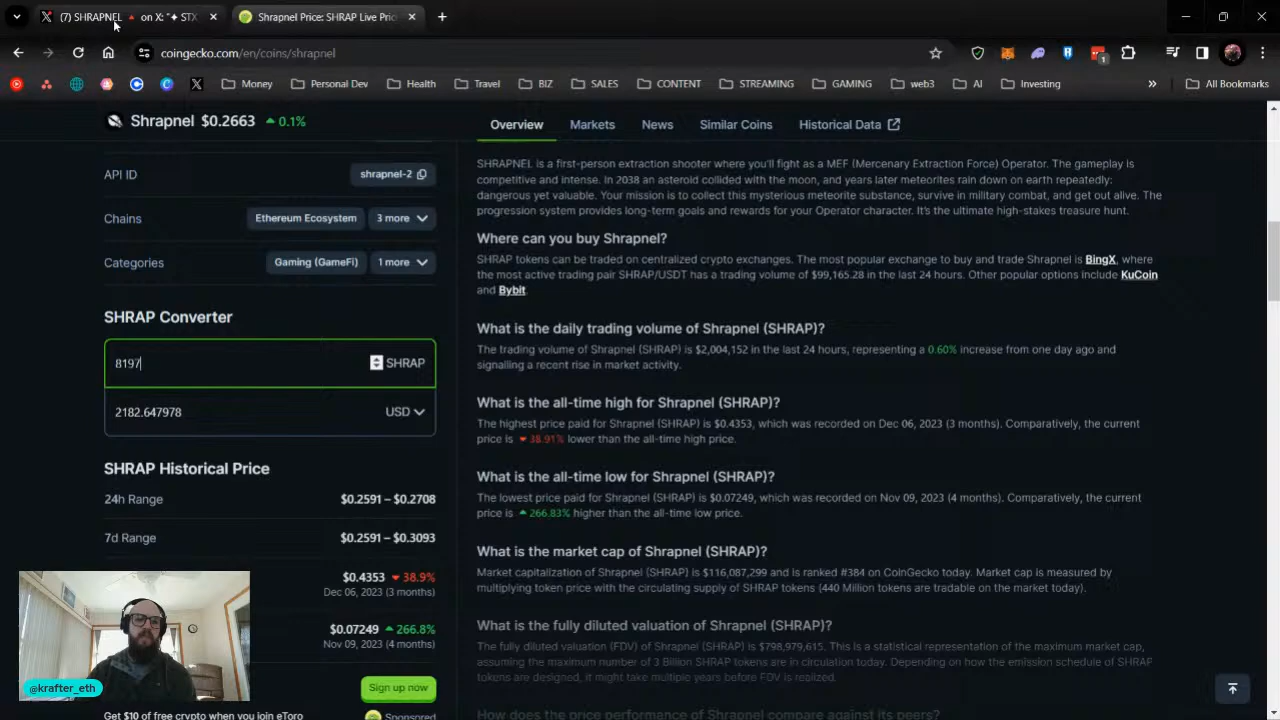 (7) SHRAPNEL 🔺 on X: "✦ STX
Shrapnel Price: SHRAP Live Pric
coingecko.com/en/coins/shrapnel
1
Money
Personal Dev
Health
Travel
BIZ
SALES
CONTENT
STREAMING
GAMING
web3
AI
Investing
All Bookmarks
Shrapnel $0.2663 ▲ 0.1%
Overview
Markets
News
Similar Coins
Historical Data
API ID
shrapnel-2
Chains
Ethereum Ecosystem
3 more
Categories
Gaming (GameFi)
1 more
SHRAP Converter
8197
SHRAP
2182.647978
USD
SHRAP Historical Price
24h Range
$0.2591 – $0.2708
7d Range
$0.2591 – $0.3093
$0.4353 ▼ 38.9%
Dec 06, 2023 (3 months)
$0.07249 ▲ 266.8%
Nov 09, 2023 (4 months)
Sign up now
Get $10 of free crypto when you join eToro
Sponsored
@krafter_eth
SHRAPNEL is a first-person extraction shooter where you'll fight as a MEF (Mercenary Extraction Force) Operator. The gameplay is
competitive and intense. In 2038 an asteroid collided with the moon, and years later meteorites rain down on earth repeatedly:
dangerous yet valuable. Your mission is to collect this mysterious meteorite substance, survive in military combat, and get out alive. The
progression system provides long-term goals and rewards for your Operator character. It's the ultimate high-stakes treasure hunt.
Where can you buy Shrapnel?
SHRAP tokens can be traded on centralized crypto exchanges. The most popular exchange to buy and trade Shrapnel is BingX, where
the most active trading pair SHRAP/USDT has a trading volume of $99,165.28 in the last 24 hours. Other popular options include KuCoin
and Bybit.
What is the daily trading volume of Shrapnel (SHRAP)?
The trading volume of Shrapnel (SHRAP) is $2,004,152 in the last 24 hours, representing a 0.60% increase from one day ago and
signalling a recent rise in market activity.
What is the all-time high for Shrapnel (SHRAP)?
The highest price paid for Shrapnel (SHRAP) is $0.4353, which was recorded on Dec 06, 2023 (3 months). Comparatively, the current
price is ▼ 38.91% lower than the all-time high price.
What is the all-time low for Shrapnel (SHRAP)?
The lowest price paid for Shrapnel (SHRAP) is $0.07249, which was recorded on Nov 09, 2023 (4 months). Comparatively, the current
price is ▲ 266.83% higher than the all-time low price.
What is the market cap of Shrapnel (SHRAP)?
Market capitalization of Shrapnel (SHRAP) is $116,087,299 and is ranked #384 on CoinGecko today. Market cap is measured by
multiplying token price with the circulating supply of SHRAP tokens (440 Million tokens are tradable on the market today).
What is the fully diluted valuation of Shrapnel (SHRAP)?
The fully diluted valuation (FDV) of Shrapnel (SHRAP) is $798,979,615. This is a statistical representation of the maximum market cap,
assuming the maximum number of 3 Billion SHRAP tokens are in circulation today. Depending on how the emission schedule of SHRAP
tokens are designed, it might take multiple years before FDV is realized.
How does the price performance of Shrapnel compare against its peers?